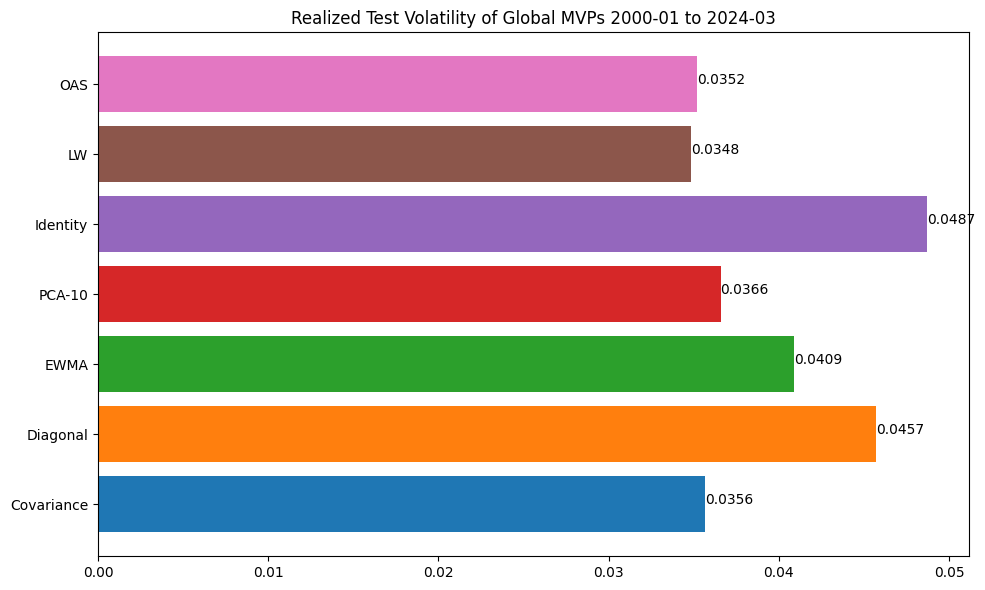 Realized Test Volatility of Global MVPs 2000-01 to 2024-03
OAS
0.0352
LW
0.0348
Identity
0.0487
PCA-10
0.0366
EWMA
0.0409
Diagonal
0.0457
Covariance
0.0356
0.00 0.01 0.02 0.03 0.04 0.05